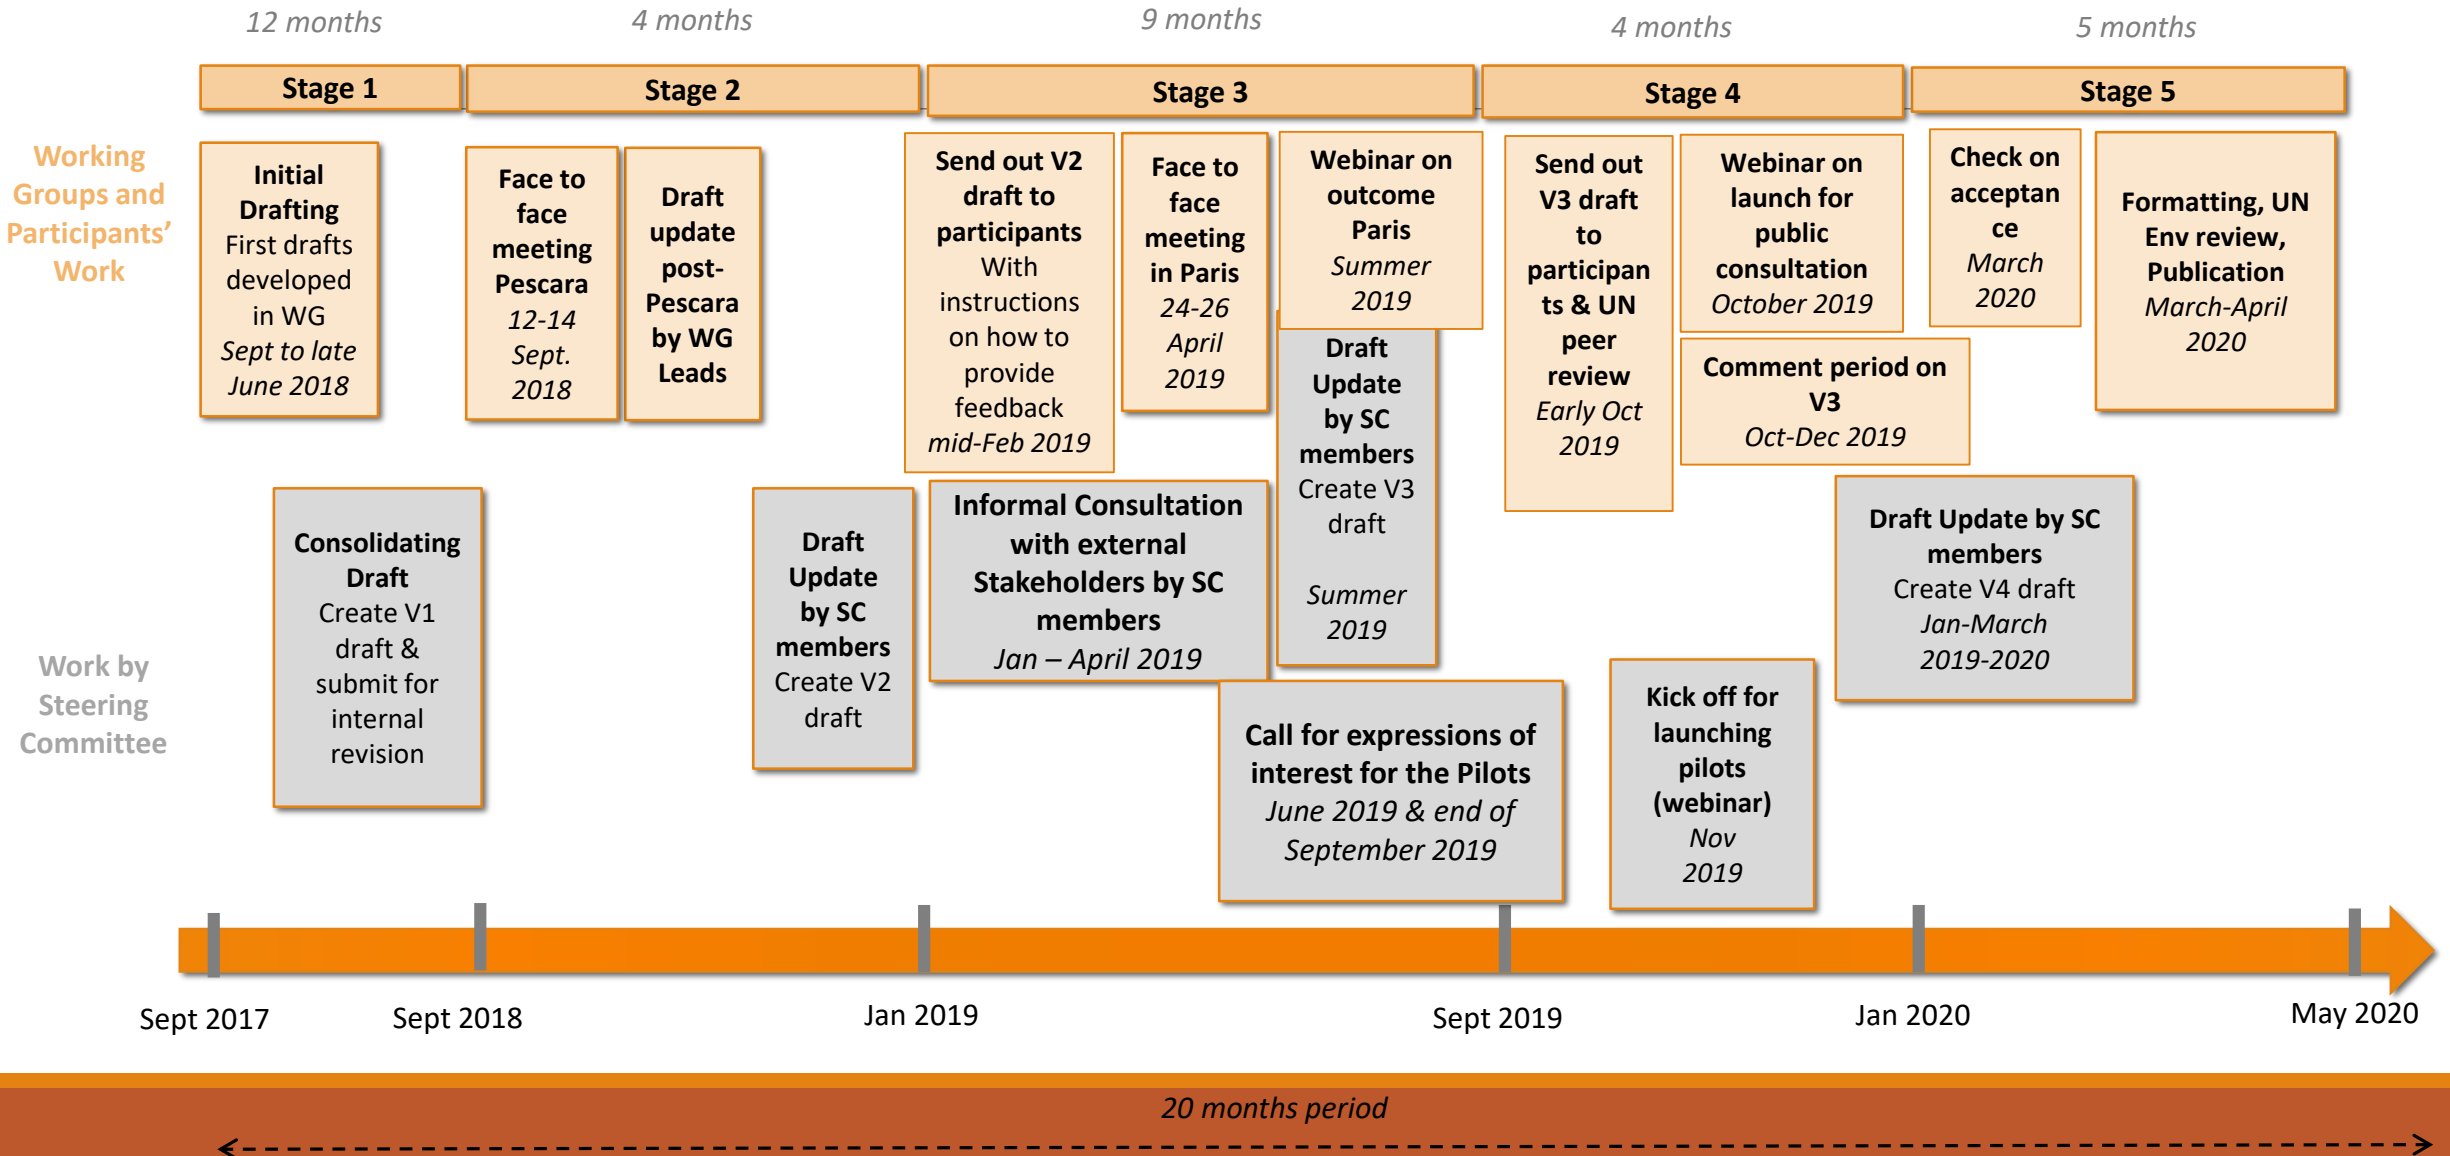 12 months
4 months
9 months
4 months
5 months
Stage 1
Stage 2
Stage 3
Stage 4
Stage 5
Working
Groups and
Participants’
Work
Initial
Drafting
First drafts
developed
in WG
Sept to late
June 2018
Face to
face
meeting
Pescara
12-14
Sept.
2018
Draft
update
post-
Pescara
by WG
Leads
Send out V2
draft to
participants
With
instructions
on how to
provide
feedback
mid-Feb 2019
Face to
face
meeting
in Paris
24-26
April
2019
Webinar on
outcome
Paris
Summer
2019
Send out
V3 draft
to
participan
ts & UN
peer
review
Early Oct
2019
Webinar on
launch for
public
consultation
October 2019
Comment period on
V3
Oct-Dec 2019
Check on
acceptan
ce
March
2020
Formatting, UN
Env review,
Publication
March-April
2020
Work by
Steering
Committee
Consolidating
Draft
Create V1
draft &
submit for
internal
revision
Draft
Update
by SC
members
Create V2
draft
Informal Consultation
with external
Stakeholders by SC
members
Jan – April 2019
Draft
Update
by SC
members
Create V3
draft
Summer
2019
Call for expressions of
interest for the Pilots
June 2019 & end of
September 2019
Kick off for
launching
pilots
(webinar)
Nov
2019
Draft Update by SC
members
Create V4 draft
Jan-March
2019-2020
Sept 2017
Sept 2018
Jan 2019
Sept 2019
Jan 2020
May 2020
20 months period